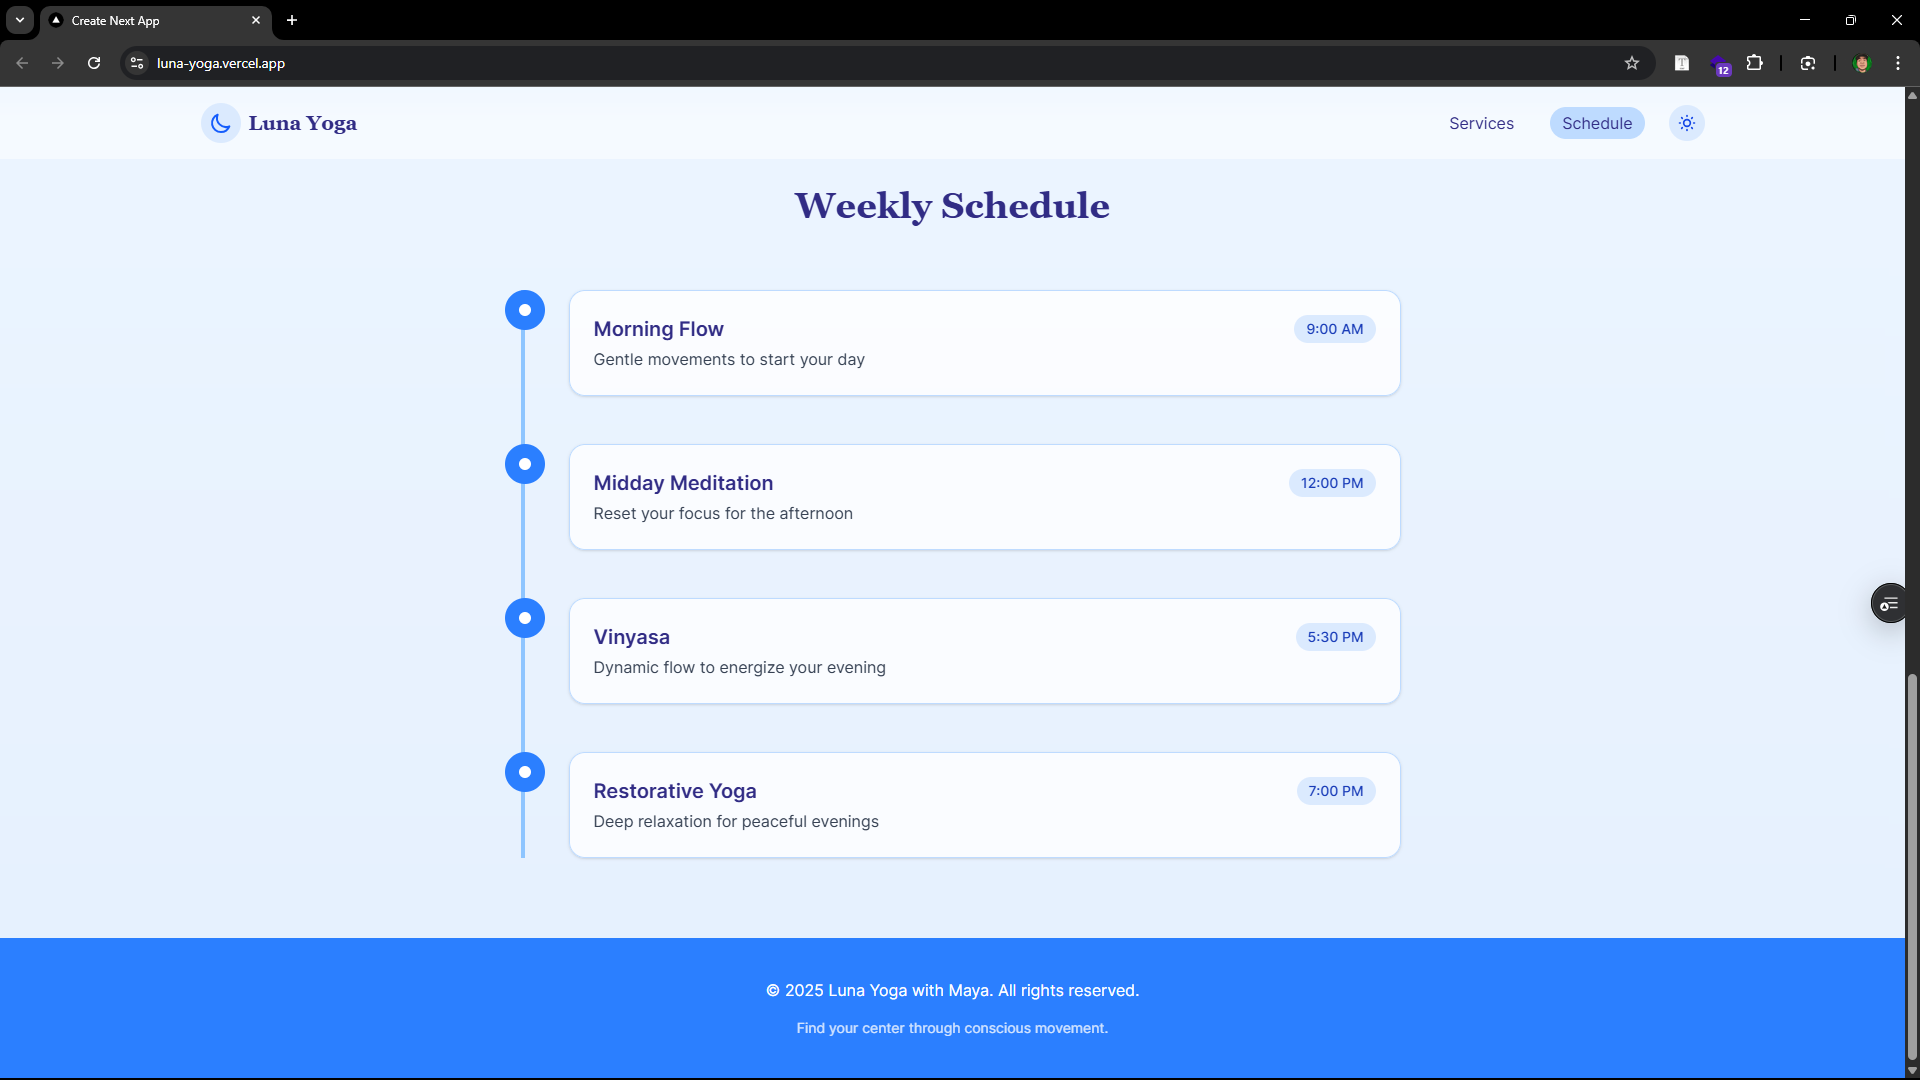 Create Next App
luna-yoga.vercel.app
12
Luna Yoga
Services
Schedule
Weekly Schedule
Morning Flow
9:00 AM
Gentle movements to start your day
Midday Meditation
12:00 PM
Reset your focus for the afternoon
Vinyasa
5:30 PM
Dynamic flow to energize your evening
Restorative Yoga
7:00 PM
Deep relaxation for peaceful evenings
© 2025 Luna Yoga with Maya. All rights reserved.
Find your center through conscious movement.